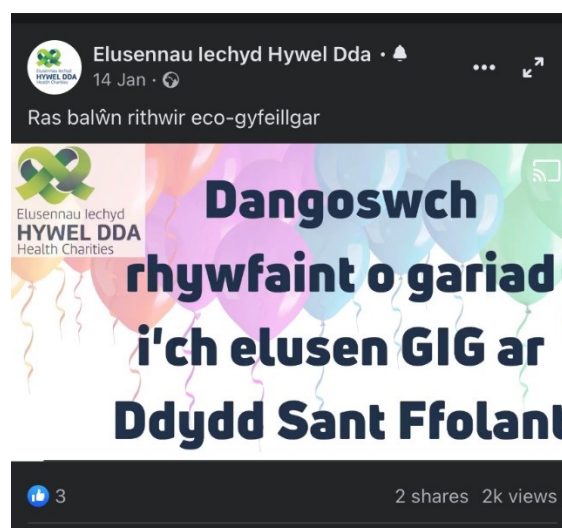 Elusennau Iechyd Hywel Dda ·
14 Jan ·
Ras balŵn rithwir eco-gyfeillgar
Elusennau Iechyd
HYWEL DDA
Health Charities
Dangoswch
rhywfaint o gariad
i'ch elusen GIG ar
Ddydd Sant Ffolant
3
2 shares 2k views